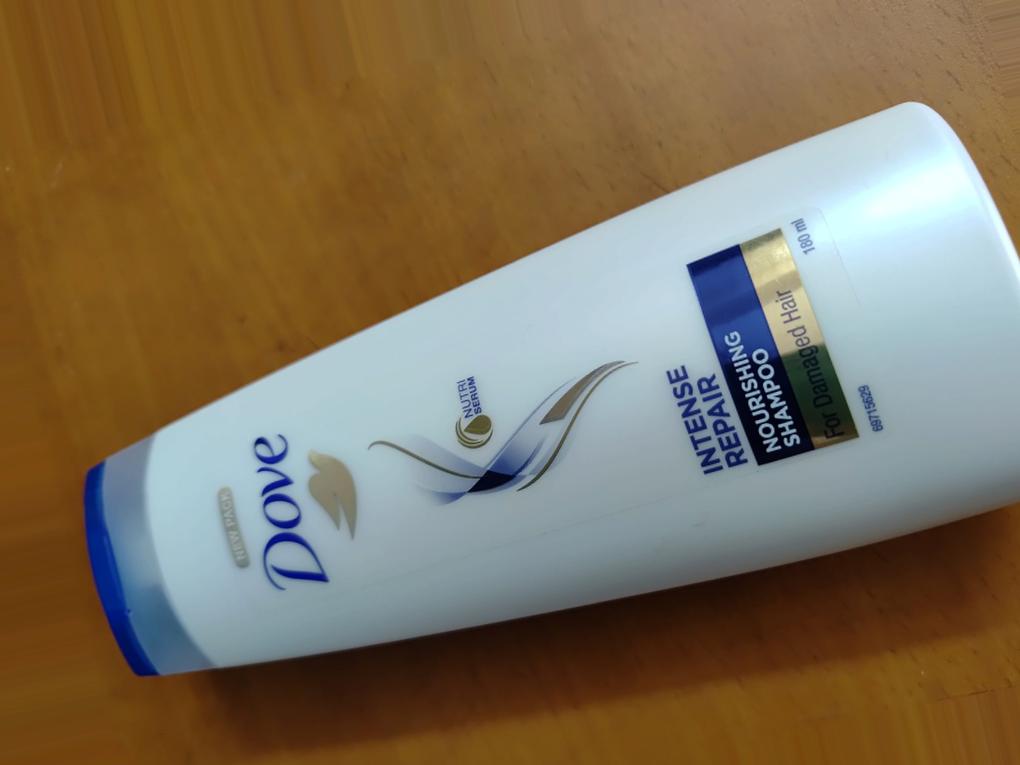 NEW PACK
Dove
NUTRI
SERUM
INTENSE
REPAIR
NOURISHING
SHAMPOO
For Damaged Hair
180 ml
69715629